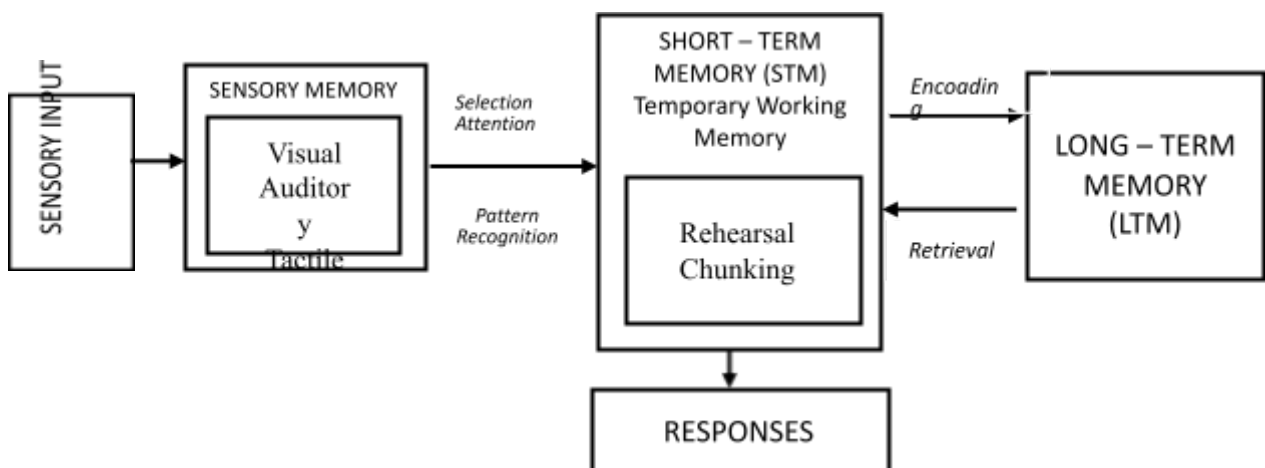 SENSORY INPUT
SENSORY MEMORY
Visual
Auditor
y
Tactile
Selection
Attention
Pattern
Recognition
SHORT – TERM
MEMORY (STM)
Temporary Working
Memory
Rehearsal
Chunking
Encoadin
g
Retrieval
LONG – TERM
MEMORY
(LTM)
RESPONSES